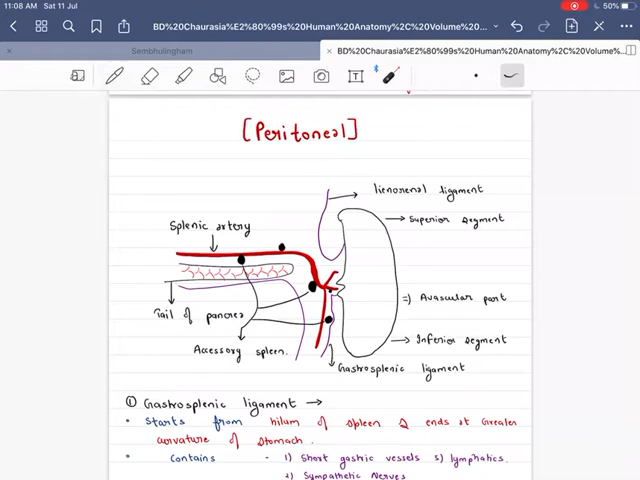 11:08 AM Sat 11 Jul
50%
BD%20Chaurasia%E2%80%99s%20Human%20Anatomy%2C%20Volume%...
Sembhulingham
BD%20Chaurasia%E2%80%99s%20Human%20Anatomy%2C%20Volume%...
[Peritoneal]
lienorenal ligament
Splenic artery
Superior segment
Avascular part
Tail of pancrea
Inferior segment
Accessory spleen.
Gastrosplenic ligament
① Gastrosplenic ligament →
• Starts from hilum of spleen & ends at Greater
curvature of stomach.
• Contains - 1) Short gastric vessels 3) lymphatics.
2) Sympathetic Nerves